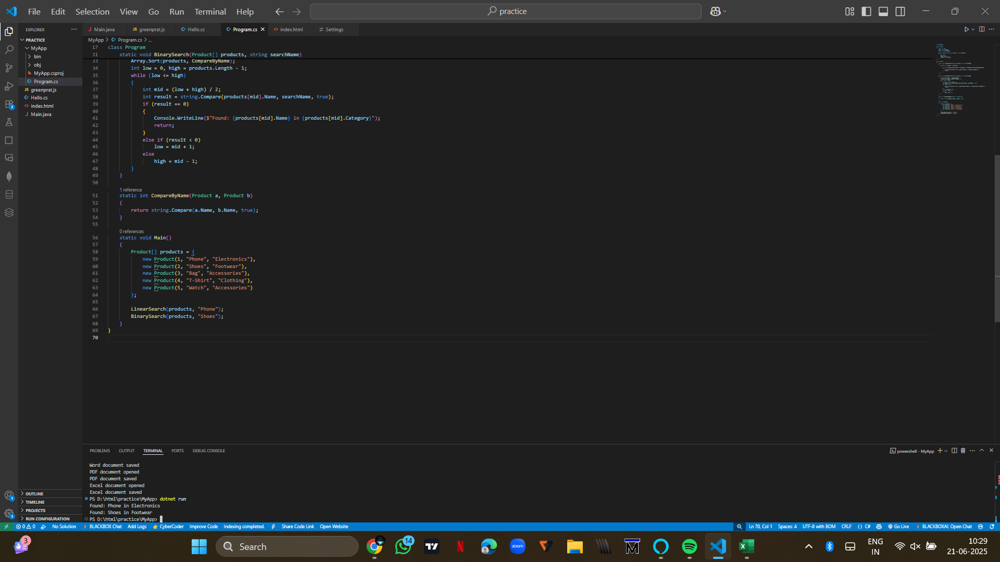 File Edit Selection View Go Run Terminal Help
practice
EXPLORER
PRACTICE
MyApp
bin
obj
MyApp.csproj
Program.cs
greenprat.js
Hello.cs
index.html
Main.java
OUTLINE
TIMELINE
PROJECTS
RUN CONFIGURATION
Main.java greenprat.js Hello.cs Program.cs index.html Settings
MyApp > Program.cs > ...
17 class Program
31 static void BinarySearch(Product[] products, string searchName)
33 Array.Sort(products, CompareByName);
34 int low = 0, high = products.Length - 1;
35 while (low <= high)
36 {
37 int mid = (low + high) / 2;
38 int result = string.Compare(products[mid].Name, searchName, true);
39 if (result == 0)
40 {
41 Console.WriteLine($"Found: {products[mid].Name} in {products[mid].Category}");
42 return;
43 }
44 else if (result < 0)
45 low = mid + 1;
46 else
47 high = mid - 1;
48 }
49 }
50
1 reference
51 static int CompareByName(Product a, Product b)
52 {
53 return string.Compare(a.Name, b.Name, true);
54 }
55
0 references
56 static void Main()
57 {
58 Product[] products = {
59 new Product(1, "Phone", "Electronics"),
60 new Product(2, "Shoes", "Footwear"),
61 new Product(3, "Bag", "Accessories"),
62 new Product(4, "T-Shirt", "Clothing"),
63 new Product(5, "Watch", "Accessories")
64 };
65
66 LinearSearch(products, "Phone");
67 BinarySearch(products, "Shoes");
68 }
69 }
70
PROBLEMS OUTPUT TERMINAL PORTS DEBUG CONSOLE
powershell - MyApp
Word document saved
PDF document opened
PDF document saved
Excel document opened
Excel document saved
PS D:\html\practice\MyApp> dotnet run
Found: Phone in Electronics
Found: Shoes in Footwear
PS D:\html\practice\MyApp>
0 0 No Solution BLACKBOX Chat Add Logs CyberCoder Improve Code Indexing completed. Share Code Link Open Website
Ln 70, Col 1 Spaces: 4 UTF-8 with BOM CRLF {} C# Go Live BLACKBOXAI: Open Chat
3
Search
14
zoom
ENG
IN
10:29
21-06-2025